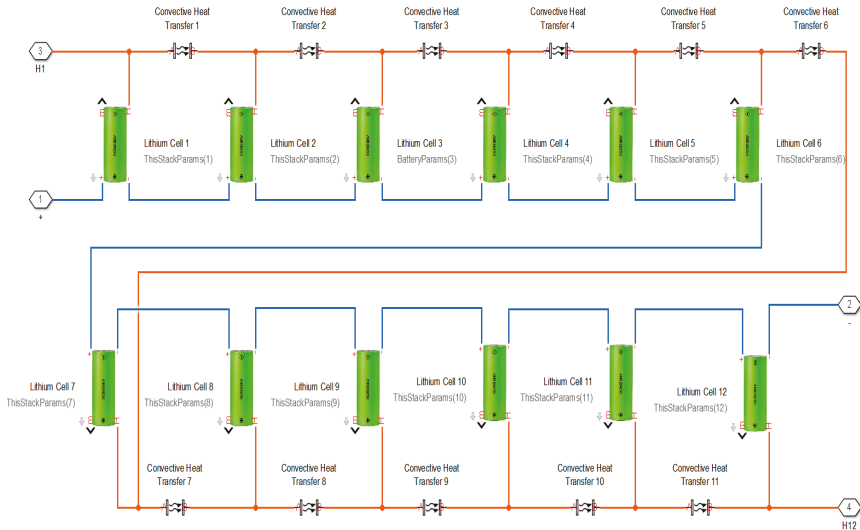 Convective Heat
Transfer 1
Convective Heat
Transfer 2
Convective Heat
Transfer 3
Convective Heat
Transfer 4
Convective Heat
Transfer 5
Convective Heat
Transfer 6
3
H1
Lithium Cell 1
ThisStackParams(1)
Lithium Cell 2
ThisStackParams(2)
Lithium Cell 3
BatteryParams(3)
Lithium Cell 4
ThisStackParams(4)
Lithium Cell 5
ThisStackParams(5)
Lithium Cell 6
ThisStackParams(6)
1
+
2
-
Lithium Cell 7
ThisStackParams(7)
Lithium Cell 8
ThisStackParams(8)
Lithium Cell 9
ThisStackParams(9)
Lithium Cell 10
ThisStackParams(10)
Lithium Cell 11
ThisStackParams(11)
Lithium Cell 12
ThisStackParams(12)
Convective Heat
Transfer 7
Convective Heat
Transfer 8
Convective Heat
Transfer 9
Convective Heat
Transfer 10
Convective Heat
Transfer 11
4
H12